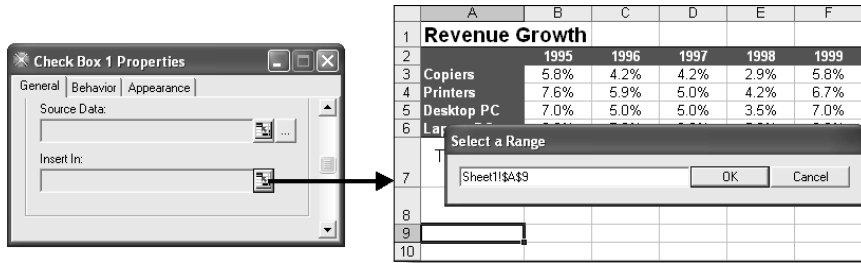 Check Box 1 Properties
General Behavior Appearance
Source Data:
...
Insert In:
A B C D E F
1 Revenue Growth
2 1995 1996 1997 1998 1999
3 Copiers 5.8% 4.2% 4.2% 2.9% 5.8%
4 Printers 7.6% 5.9% 5.0% 4.2% 6.7%
5 Desktop PC 7.0% 5.0% 5.0% 3.5% 7.0%
6
Select a Range
7 Sheet1!$A$9 OK Cancel
8
9
10